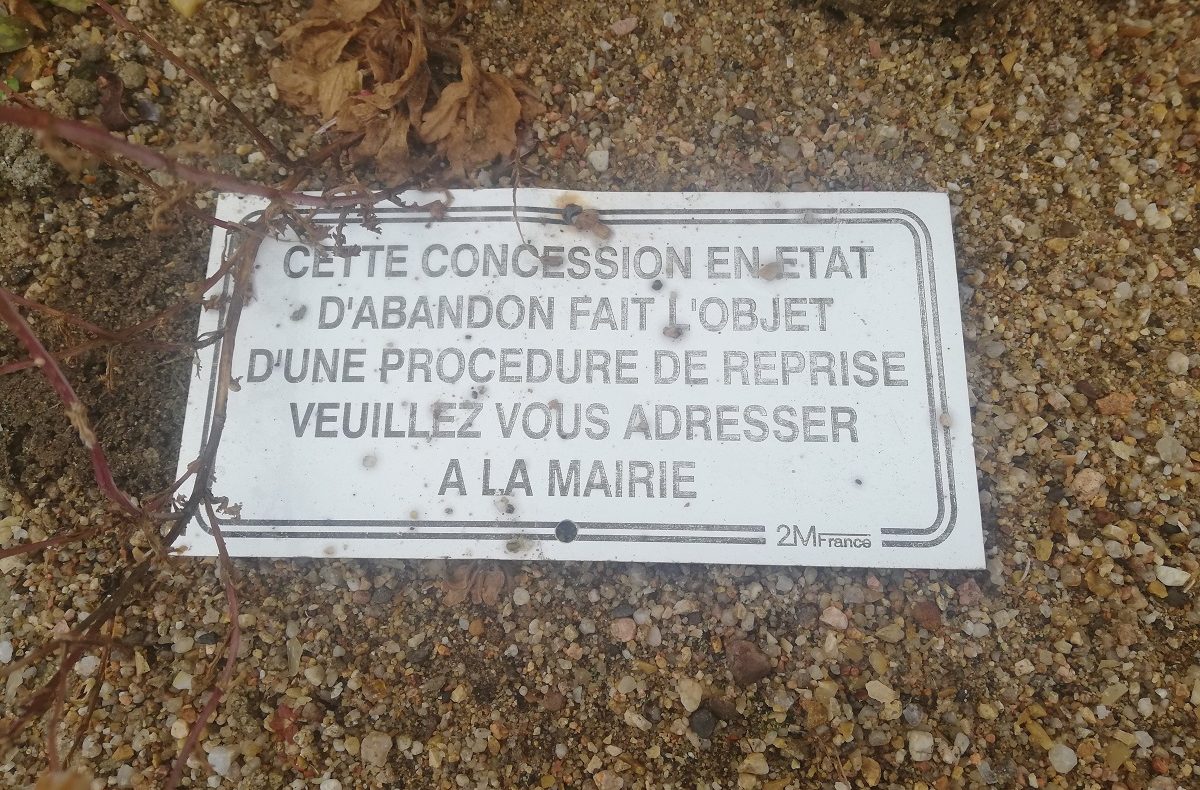 CETTE CONCESSION EN ETAT
D'ABANDON FAIT L'OBJET
D'UNE PROCEDURE DE REPRISE
VEUILLEZ VOUS ADRESSER
A LA MAIRIE
2MFrance